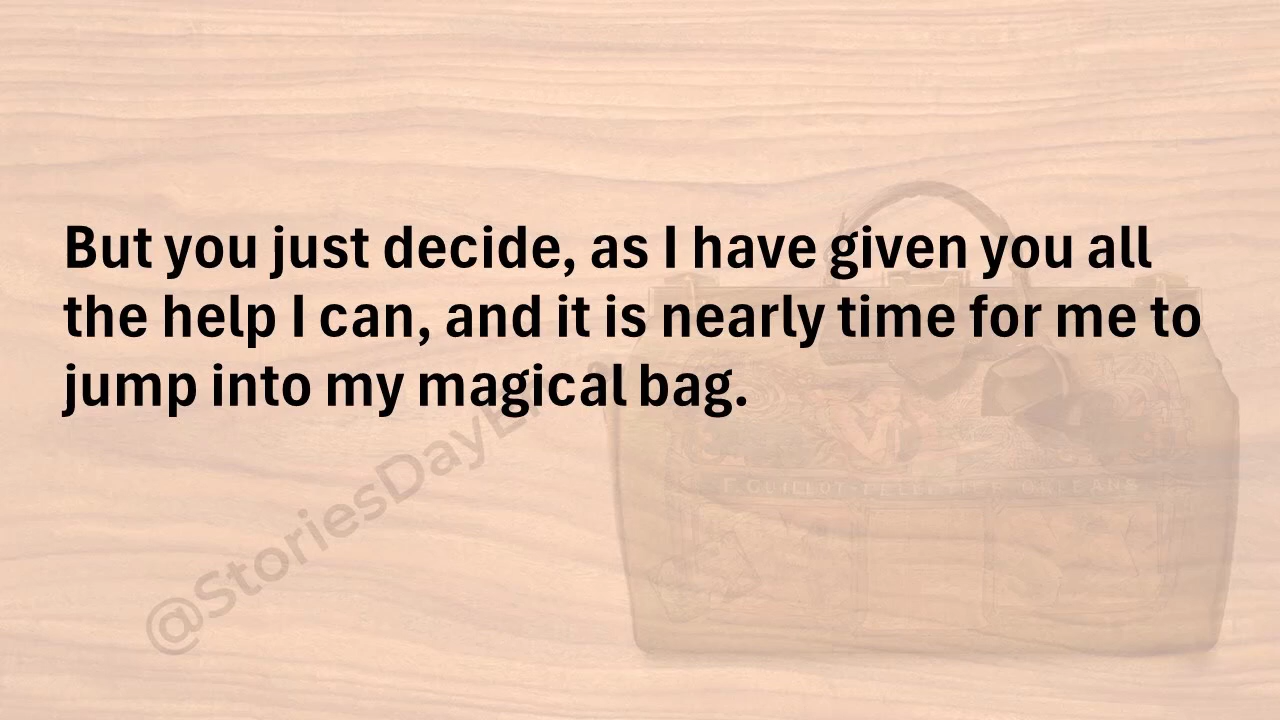 But you just decide, as I have given you all
the help I can, and it is nearly time for me to
jump into my magical bag.